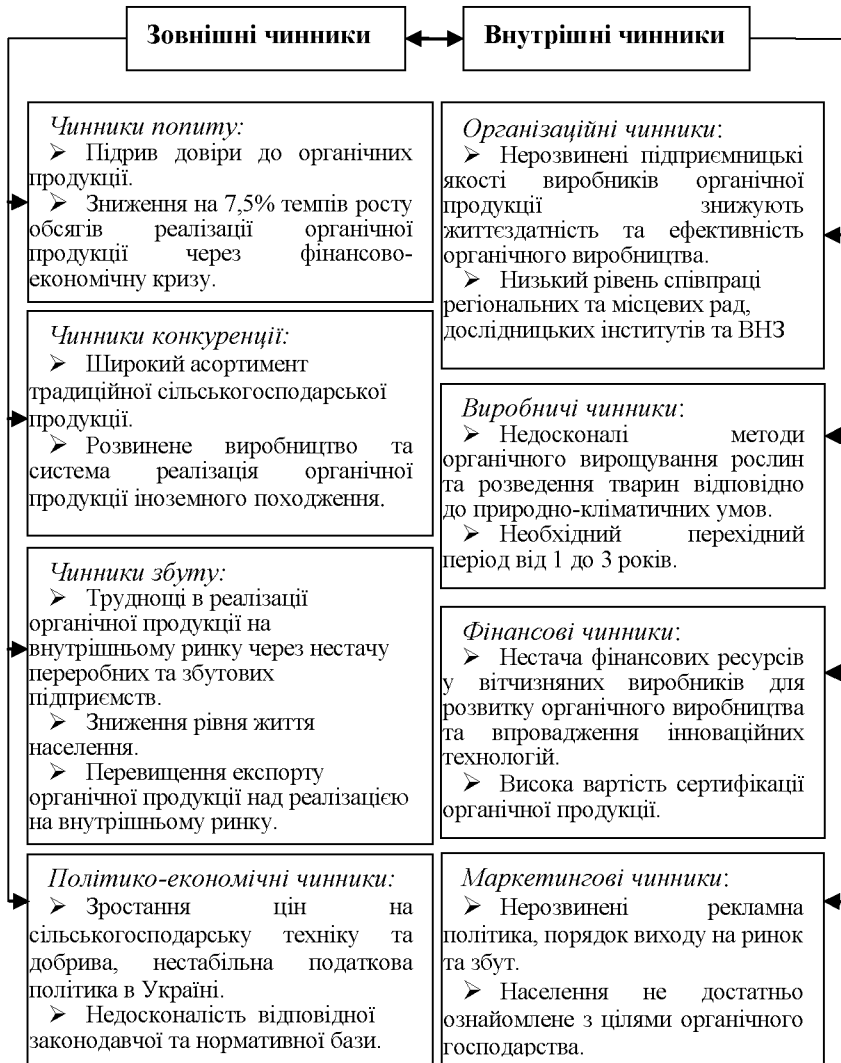 Зовнішні чинники
Внутрішні чинники
Чинники попиту:
➢ Підрив довіри до органічних
продукції.
➢ Зниження на 7,5% темпів росту
обсягів реалізації органічної
продукції через фінансово-
економічну кризу.
Чинники конкуренції:
➢ Широкий асортимент
традиційної сільськогосподарської
продукції.
➢ Розвинене виробництво та
система реалізація органічної
продукції іноземного походження.
Чинники збуту:
➢ Труднощі в реалізації
органічної продукції на
внутрішньому ринку через нестачу
переробних та збутових
підприємств.
➢ Зниження рівня життя
населення.
➢ Перевищення експорту
органічної продукції над реалізацією
на внутрішньому ринку.
Політико-економічні чинники:
➢ Зростання цін на
сільськогосподарську техніку та
добрива, нестабільна податкова
політика в Україні.
➢ Недосконалість відповідної
законодавчої та нормативної бази.
Організаційні чинники:
➢ Нерозвинені підприємницькі
якості виробників органічної
продукції знижують
життєздатність та ефективність
органічного виробництва.
➢ Низький рівень співпраці
регіональних та місцевих рад,
дослідницьких інститутів та ВНЗ
Виробничі чинники:
➢ Недосконалі методи
органічного вирощування рослин
та розведення тварин відповідно
до природно-кліматичних умов.
➢ Необхідний перехідний
період від 1 до 3 років.
Фінансові чинники:
➢ Нестача фінансових ресурсів
у вітчизняних виробників для
розвитку органічного виробництва
та впровадження інноваційних
технологій.
➢ Висока вартість сертифікації
органічної продукції.
Маркетингові чинники:
➢ Нерозвинені рекламна
політика, порядок виходу на ринок
та збут.
➢ Населення не достатньо
ознайомлене з цілями органічного
господарства.